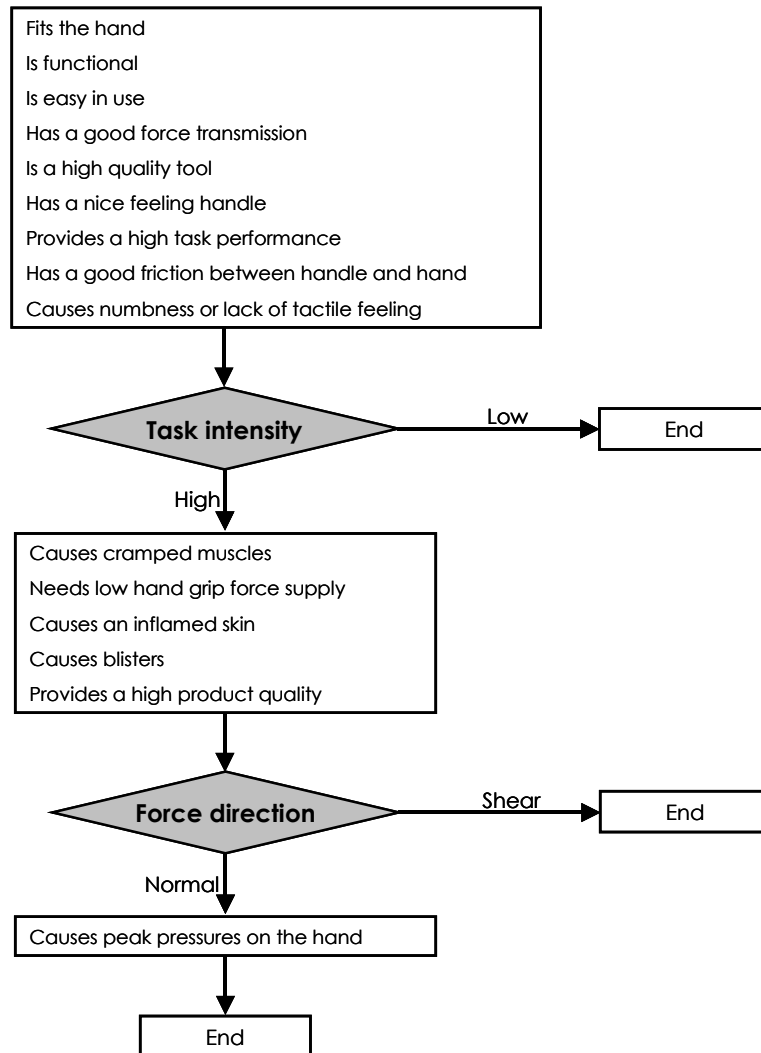 Fits the hand
Is functional
Is easy in use
Has a good force transmission
Is a high quality tool
Has a nice feeling handle
Provides a high task performance
Has a good friction between handle and hand
Causes numbness or lack of tactile feeling
Task intensity
Low
End
High
Causes cramped muscles
Needs low hand grip force supply
Causes an inflamed skin
Causes blisters
Provides a high product quality
Force direction
Shear
End
Normal
Causes peak pressures on the hand
End